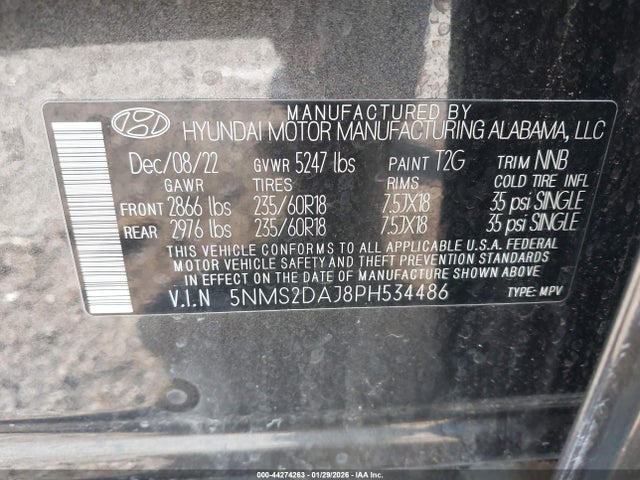 MANUFACTURED BY
HYUNDAI MOTOR MANUFACTURING ALABAMA, LLC
Dec/08/22 GVWR 5247 lbs PAINT T2G TRIM NNB
GAWR TIRES RIMS COLD TIRE INFL
FRONT 2866 lbs 235/60R18 7.5JX18 35 psi SINGLE
REAR 2976 lbs 235/60R18 7.5JX18 35 psi SINGLE
THIS VEHICLE CONFORMS TO ALL APPLICABLE U.S.A. FEDERAL
MOTOR VEHICLE SAFETY AND THEFT PREVENTION STANDARDS
IN EFFECT ON THE DATE OF MANUFACTURE SHOWN ABOVE.
V.I.N 5NMS2DAJ8PH534486 TYPE: MPV
000-44274263 - 01/29/2026 - IAA Inc.